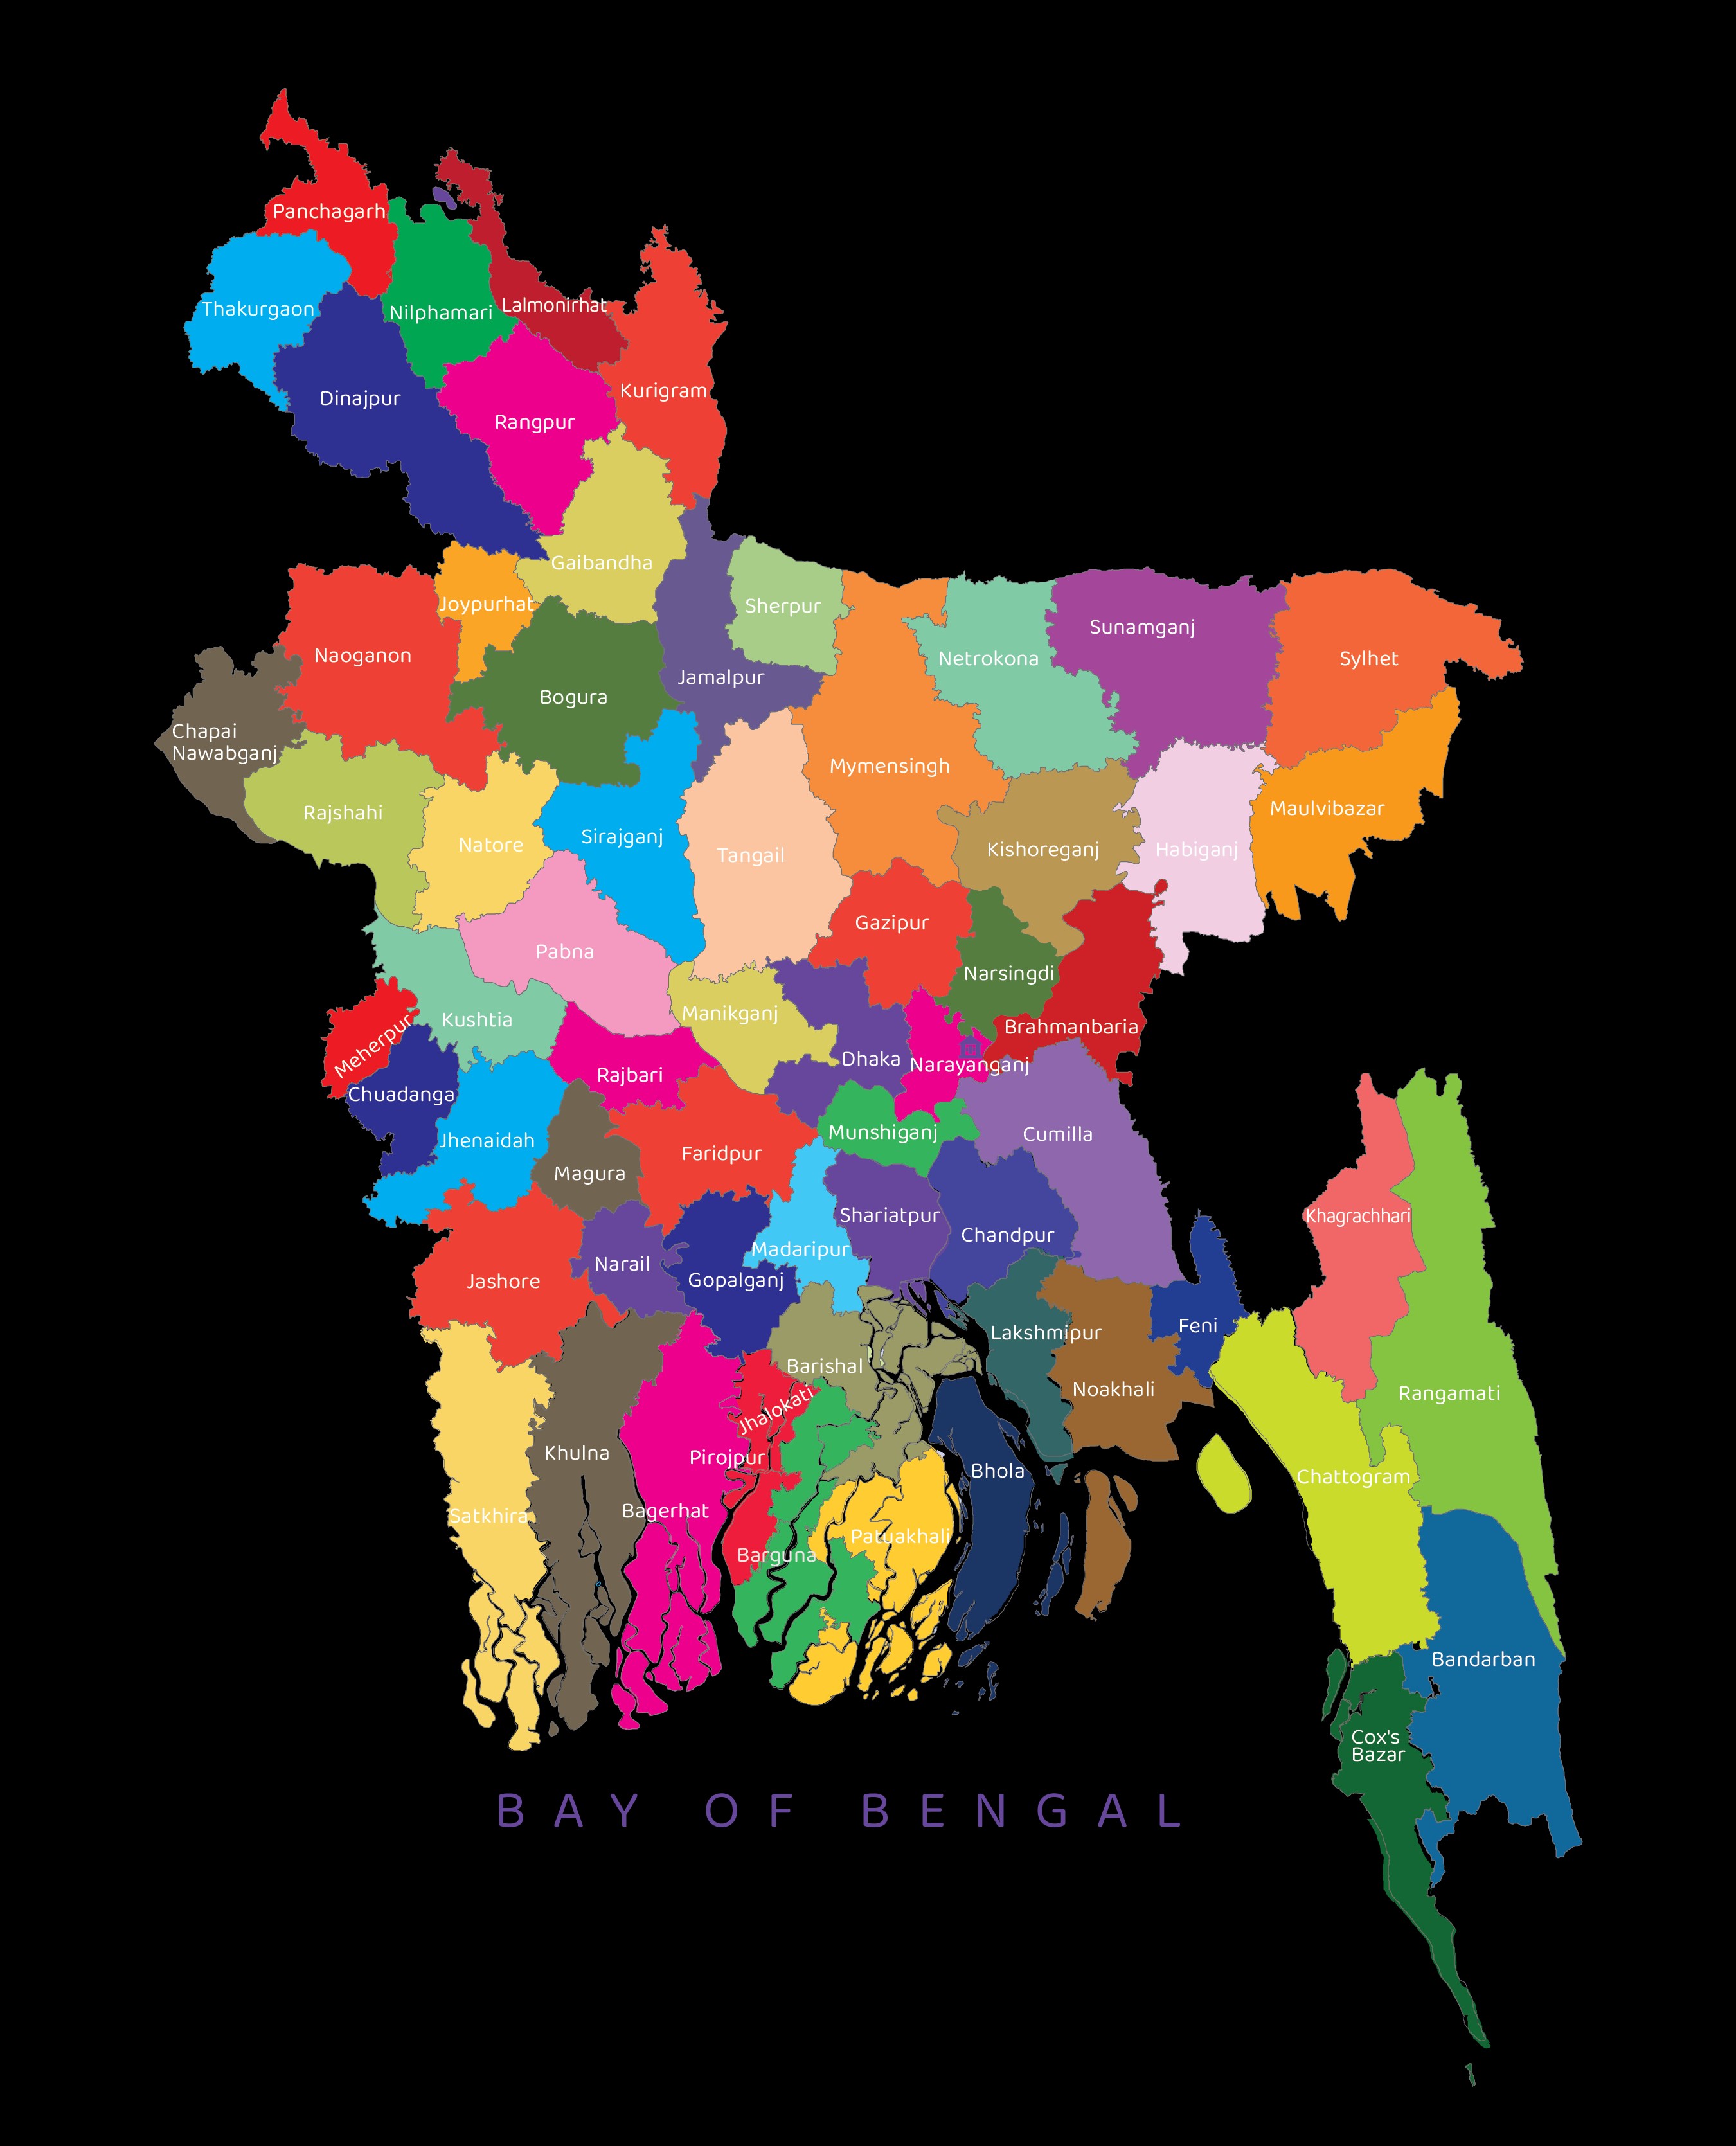 Panchagarh
Thakurgaon
Nilphamari
Lalmonirhat
Dinajpur
Rangpur
Kurigram
Gaibandha
Joypurhat
Sherpur
Naoganon
Bogura
Jamalpur
Netrokona
Sunamganj
Sylhet
Chapai
Nawabganj
Rajshahi
Natore
Sirajganj
Tangail
Mymensingh
Kishoreganj
Habiganj
Maulvibazar
Pabna
Gazipur
Narsingdi
Brahmanbaria
Kushtia
Manikganj
Meherpur
Dhaka
Narayanganj
Rajbari
Chuadanga
Jhenaidah
Magura
Faridpur
Munshiganj
Cumilla
Shariatpur
Chandpur
Khagrachhari
Jashore
Narail
Gopalganj
Madaripur
Lakshmipur
Feni
Barishal
Noakhali
Rangamati
Jhalokati
Khulna
Pirojpur
Bhola
Chattogram
Satkhira
Bagerhat
Barguna
Patuakhali
Bandarban
Cox's
Bazar
BAY OF BENGAL